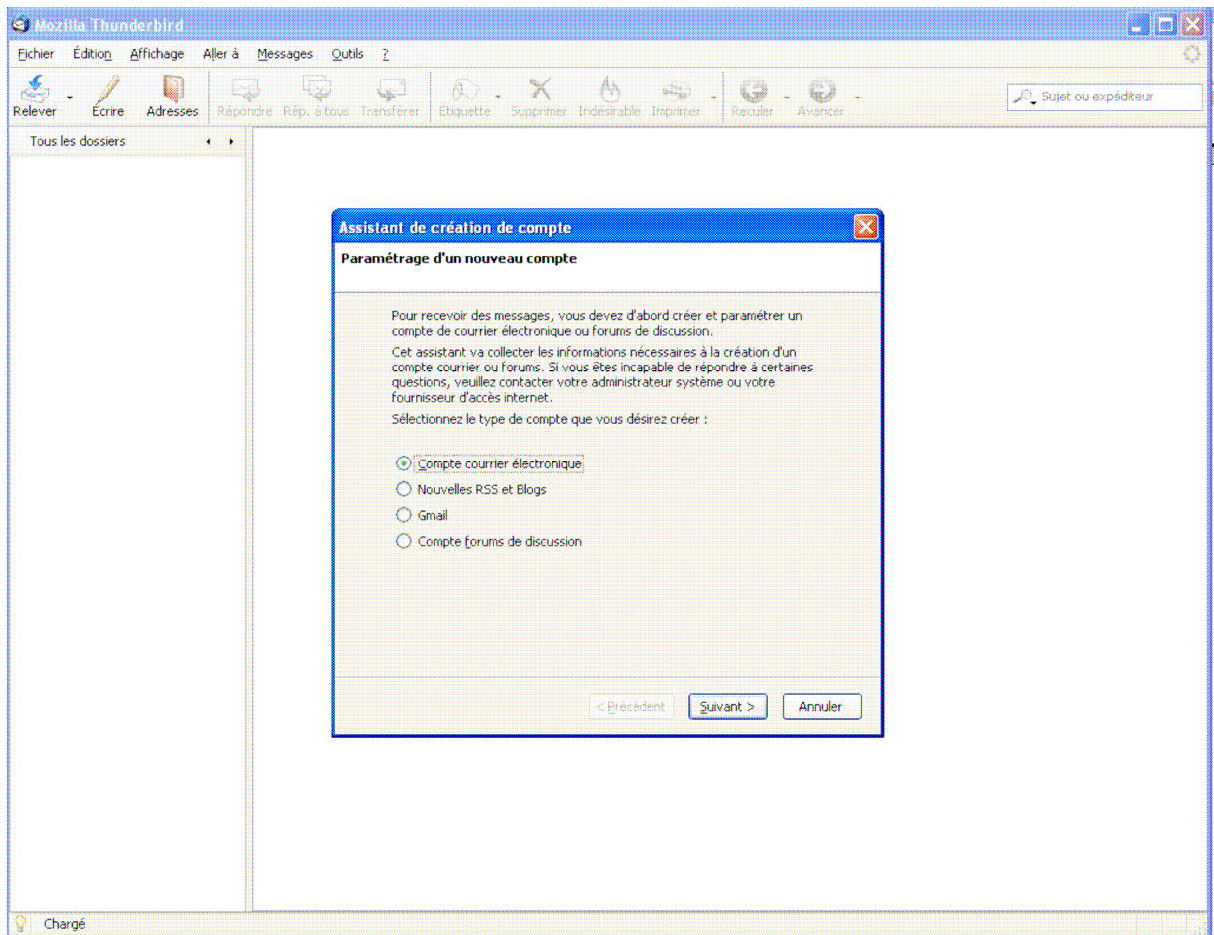 Mozilla Thunderbird
Fichier Édition Affichage Aller à Messages Outils ?
Relever Écrire Adresses Répondre Rép. à tous Transférer Étiquette Supprimer Indésirable Imprimer Reculer Avancer
Sujet ou expéditeur
Tous les dossiers
Assistant de création de compte
Paramétrage d'un nouveau compte
Pour recevoir des messages, vous devez d'abord créer et paramétrer un
compte de courrier électronique ou forums de discussion.
Cet assistant va collecter les informations nécessaires à la création d'un
compte courrier ou forums. Si vous êtes incapable de répondre à certaines
questions, veuillez contacter votre administrateur système ou votre
fournisseur d'accès internet.
Sélectionnez le type de compte que vous désirez créer :
Compte courrier électronique
Nouvelles RSS et Blogs
Gmail
Compte forums de discussion
< Précédent Suivant > Annuler
Chargé